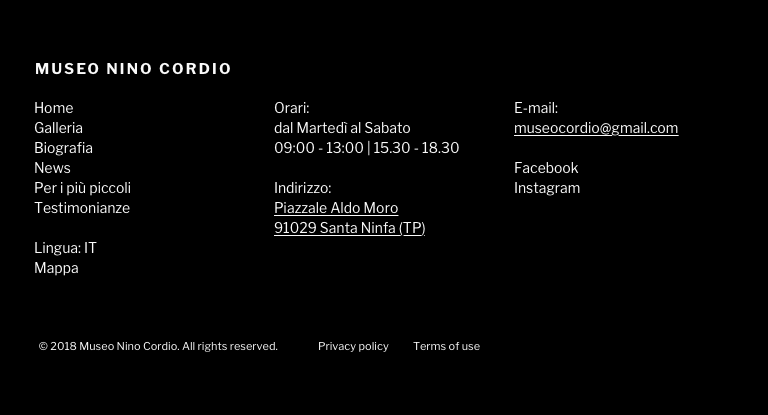 MUSEO NINO CORDIO
Home
Galleria
Biografia
News
Per i più piccoli
Testimonianze
Lingua: IT
Mappa
Orari:
dal Martedì al Sabato
09:00 - 13:00 | 15.30 - 18.30
Indirizzo:
Piazzale Aldo Moro
91029 Santa Ninfa (TP)
E-mail:
museocordio@gmail.com
Facebook
Instagram
© 2018 Museo Nino Cordio. All rights reserved.
Privacy policy
Terms of use